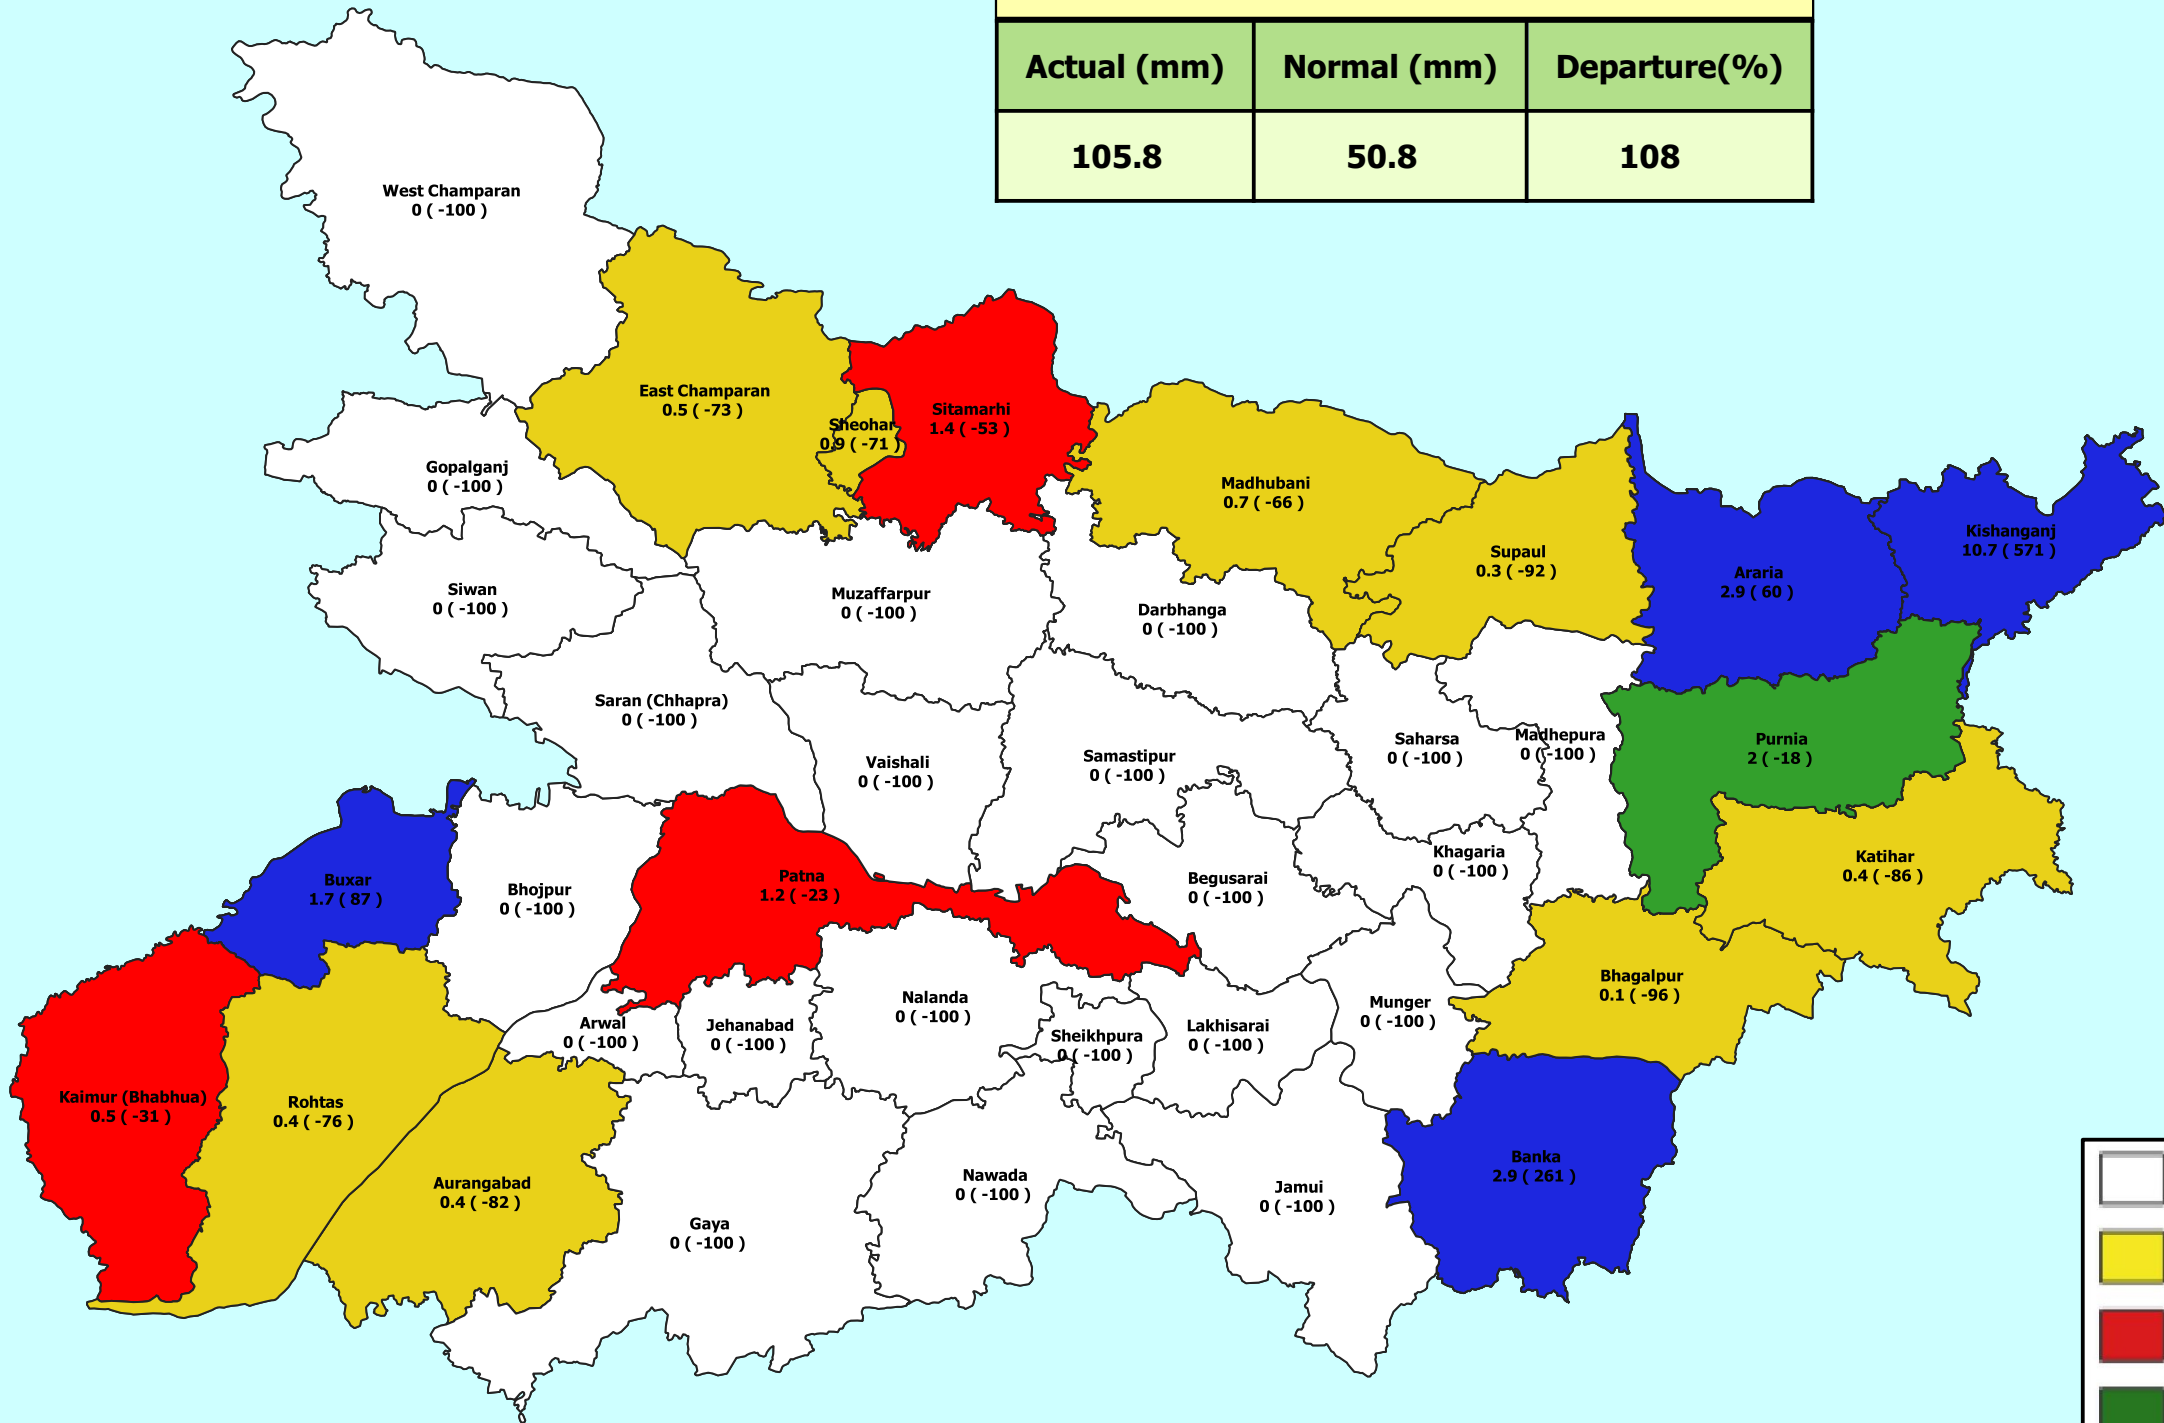 Actual (mm) Normal (mm) Departure(%)
105.8 50.8 108
West Champaran
0 ( -100 )
East Champaran
0.5 ( -73 )
Sheohar
0.9 ( -71 )
Sitamarhi
1.4 ( -53 )
Gopalganj
0 ( -100 )
Madhubani
0.7 ( -66 )
Supaul
0.3 ( -92 )
Kishanganj
10.7 ( 571 )
Araria
2.9 ( 60 )
Siwan
0 ( -100 )
Muzaffarpur
0 ( -100 )
Darbhanga
0 ( -100 )
Saran (Chhapra)
0 ( -100 )
Vaishali
0 ( -100 )
Samastipur
0 ( -100 )
Saharsa
0 ( -100 )
Madhepura
0 ( -100 )
Purnia
2 ( -18 )
Buxar
1.7 ( 87 )
Bhojpur
0 ( -100 )
Patna
1.2 ( -23 )
Begusarai
0 ( -100 )
Khagaria
0 ( -100 )
Katihar
0.4 ( -86 )
Bhagalpur
0.1 ( -96 )
Arwal
0 ( -100 )
Jehanabad
0 ( -100 )
Nalanda
0 ( -100 )
Sheikhpura
0 ( -100 )
Lakhisarai
0 ( -100 )
Munger
0 ( -100 )
Kaimur (Bhabhua)
0.5 ( -31 )
Rohtas
0.4 ( -76 )
Aurangabad
0.4 ( -82 )
Gaya
0 ( -100 )
Nawada
0 ( -100 )
Jamui
0 ( -100 )
Banka
2.9 ( 261 )